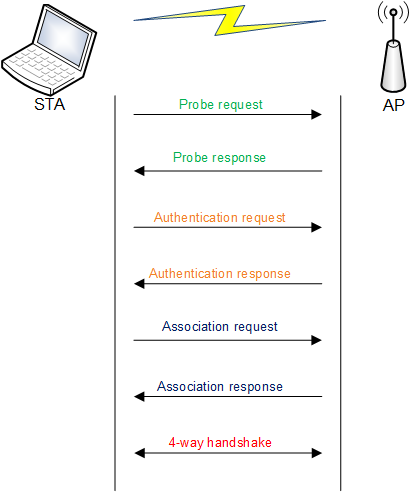 STA
AP
Probe request
Probe response
Authentication request
Authentication response
Association request
Association response
4-way handshake